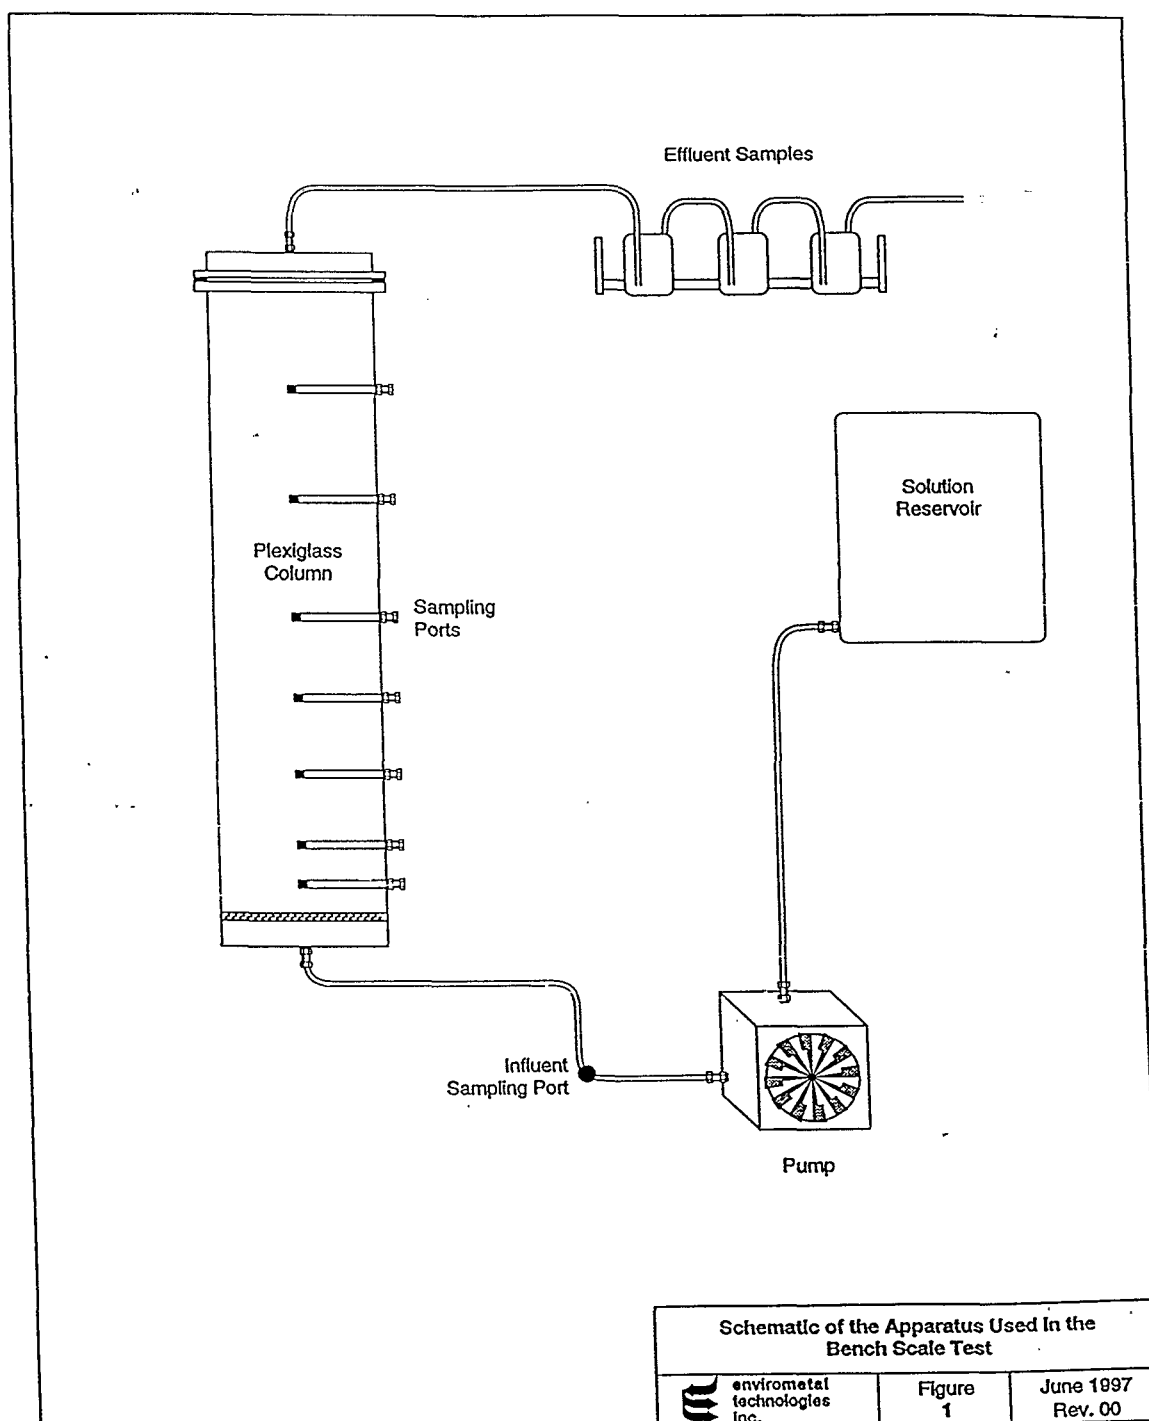 Effluent Samples
Solution
Reservoir
Plexiglass
Column
Sampling
Ports
Influent
Sampling Port
Pump
Schematic of the Apparatus Used in the
Bench Scale Test
envirometal
technologies
inc.
Figure
1
June 1997
Rev. 00